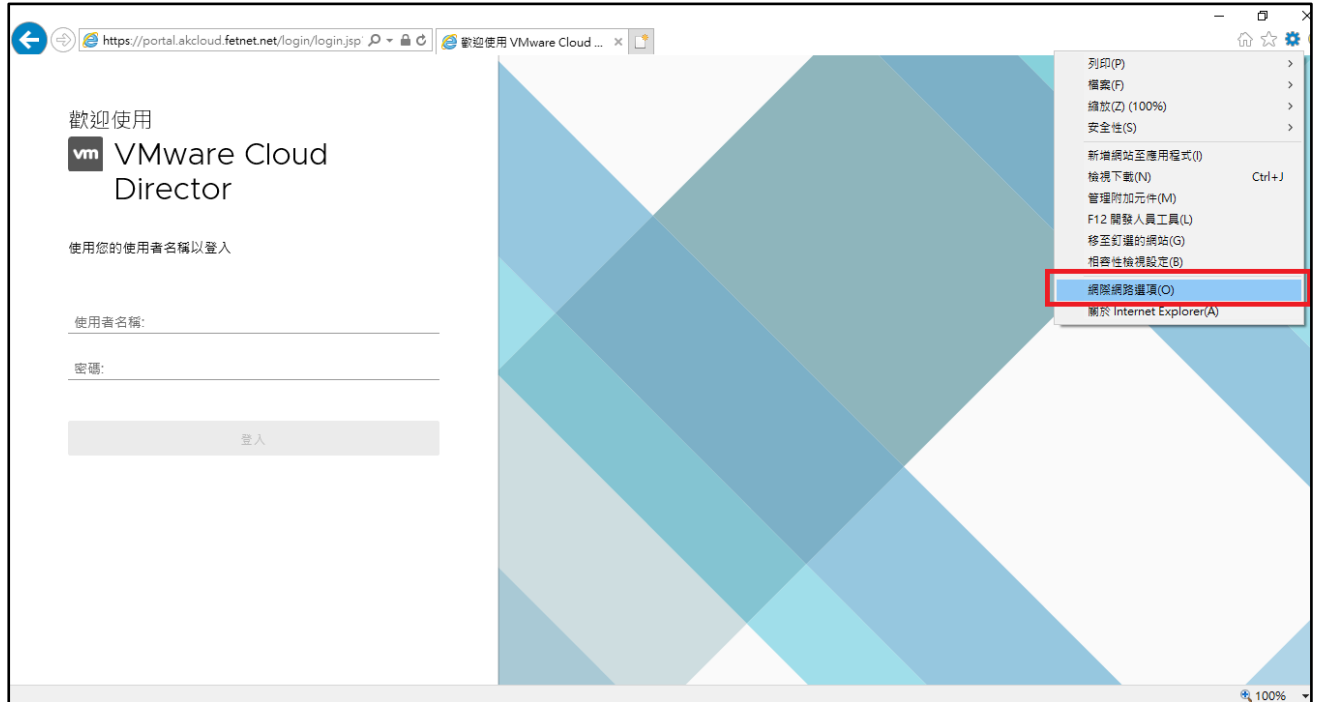 https://portal.akcloud.fetnet.net/login/login.jsp
歡迎使用 VMware Cloud ...
歡迎使用
vm VMware Cloud
Director
使用您的使用者名稱以登入
使用者名稱:
密碼:
登入
列印(P)
檔案(F)
縮放(Z) (100%)
安全性(S)
新增網站至應用程式(I)
檢視下載(N) Ctrl+J
管理附加元件(M)
F12 開發人員工具(L)
移至釘選的網站(G)
相容性檢視設定(B)
網際網路選項(O)
關於 Internet Explorer(A)
100%